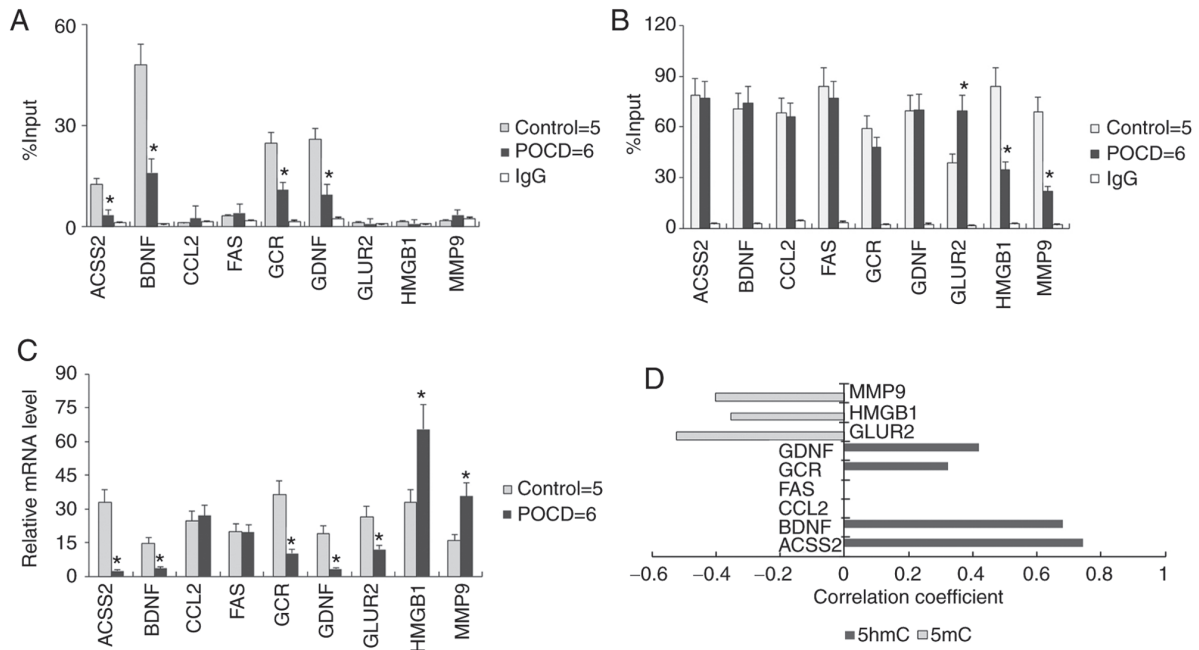 A
60
30
0
%Input
ACSS2
BDNF
CCL2
FAS
GCR
GDNF
GLUR2
HMGB1
MMP9
*
*
*
*
Control=5
POCD=6
IgG
B
120
90
60
30
0
%Input
ACSS2
BDNF
CCL2
FAS
GCR
GDNF
GLUR2
HMGB1
MMP9
*
*
*
Control=5
POCD=6
IgG
C
90
75
60
45
30
15
0
Relative mRNA level
ACSS2
BDNF
CCL2
FAS
GCR
GDNF
GLUR2
HMGB1
MMP9
*
*
*
*
*
*
*
Control=5
POCD=6
D
MMP9
HMGB1
GLUR2
GDNF
GCR
FAS
CCL2
BDNF
ACSS2
−0.6 −0.4 −0.2 0 0.2 0.4 0.6 0.8 1
Correlation coefficient
5hmC 5mC